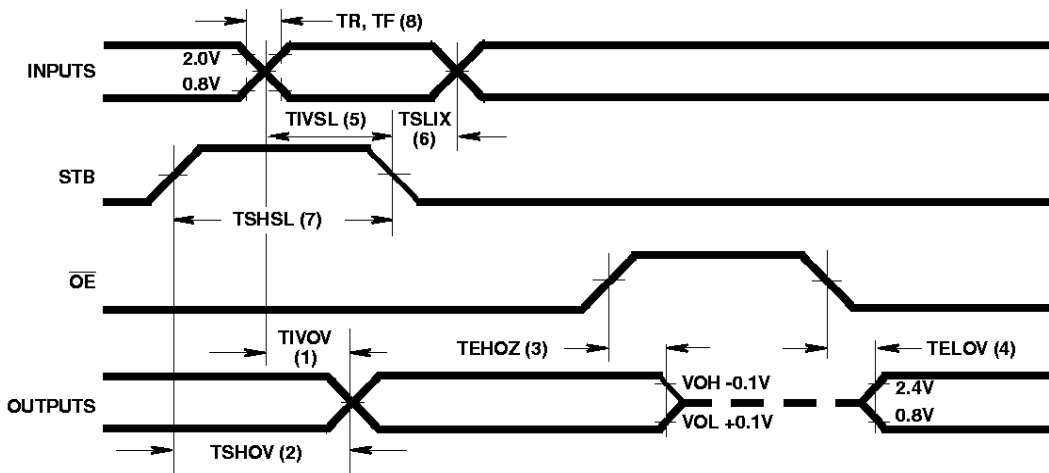 TR, TF (8)
INPUTS
2.0V
0.8V
TIVSL (5)
TSLIX
(6)
STB
TSHSL (7)
OE
TIVOV
(1)
TEHOZ (3)
TELOV (4)
OUTPUTS
VOH -0.1V
VOL +0.1V
2.4V
0.8V
TSHOV (2)